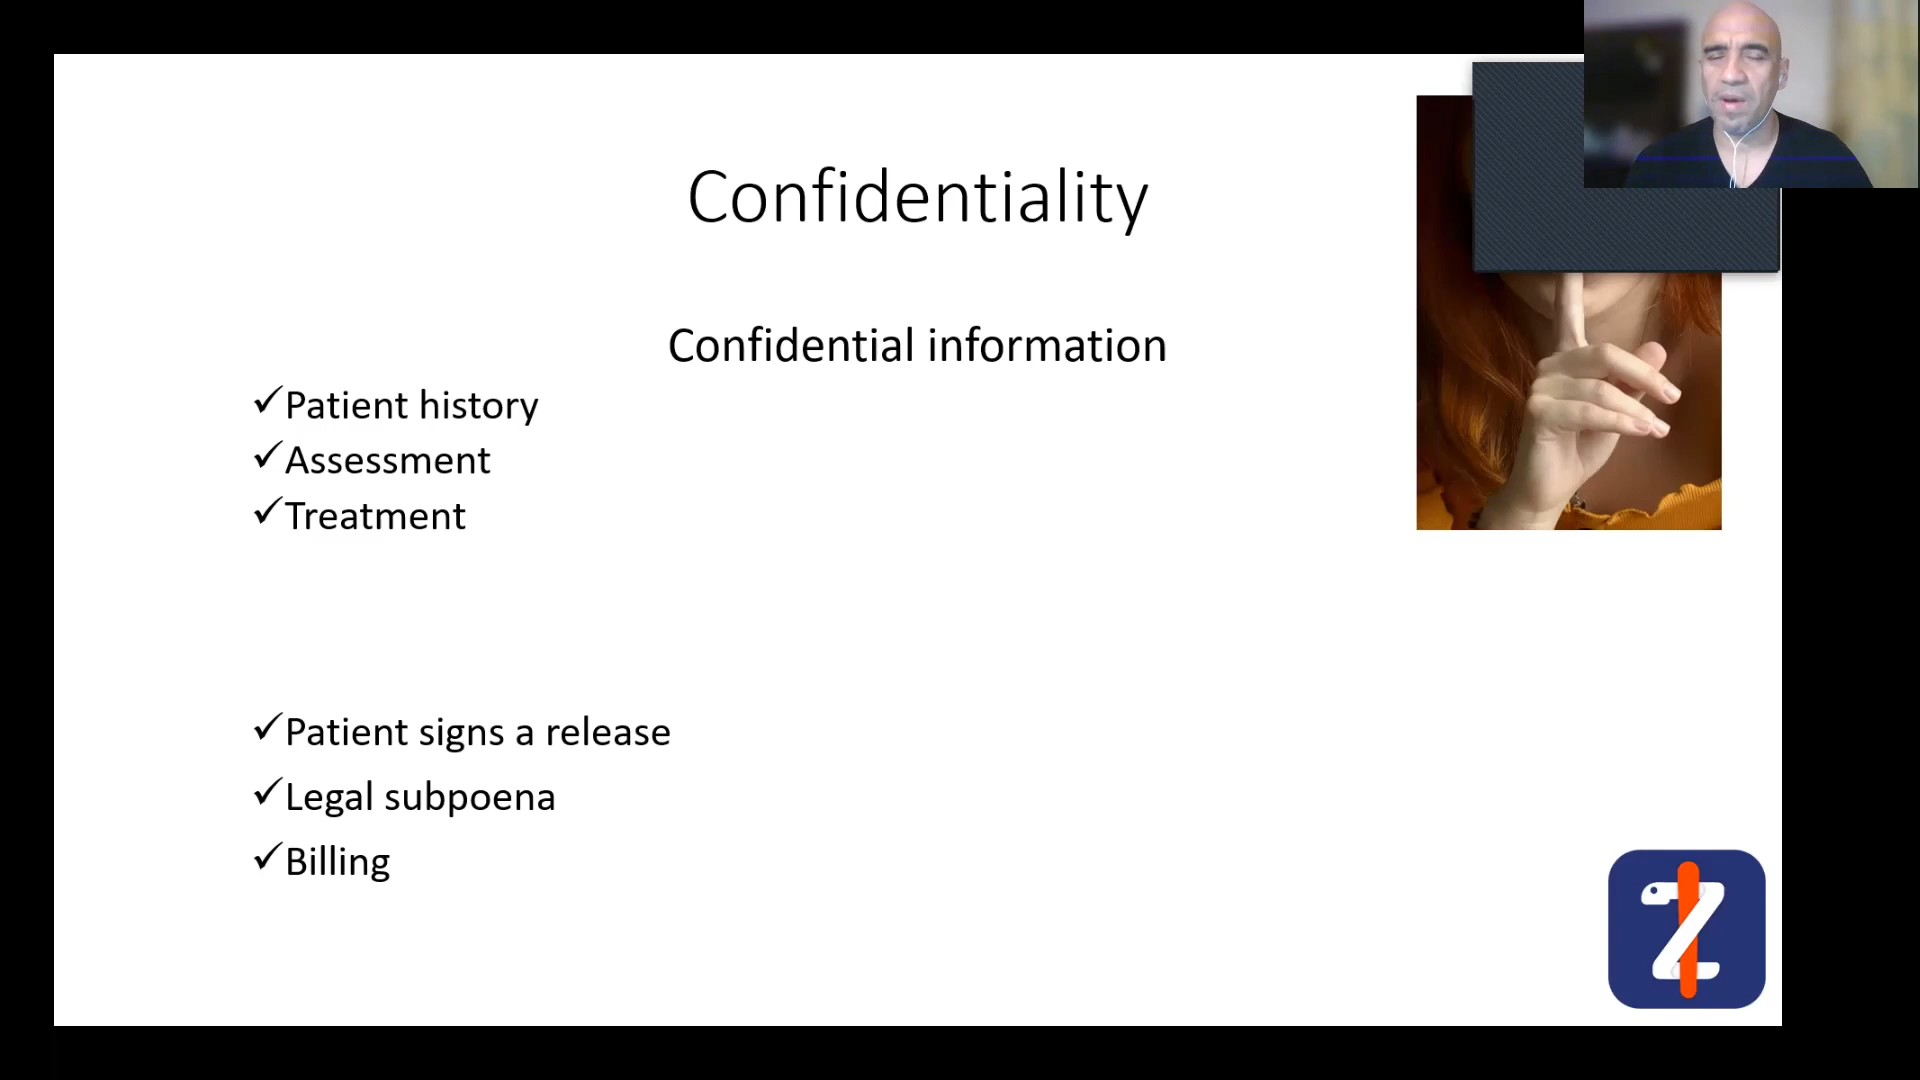 Confidentiality
Confidential information
✓Patient history
✓Assessment
✓Treatment
✓Patient signs a release
✓Legal subpoena
✓Billing